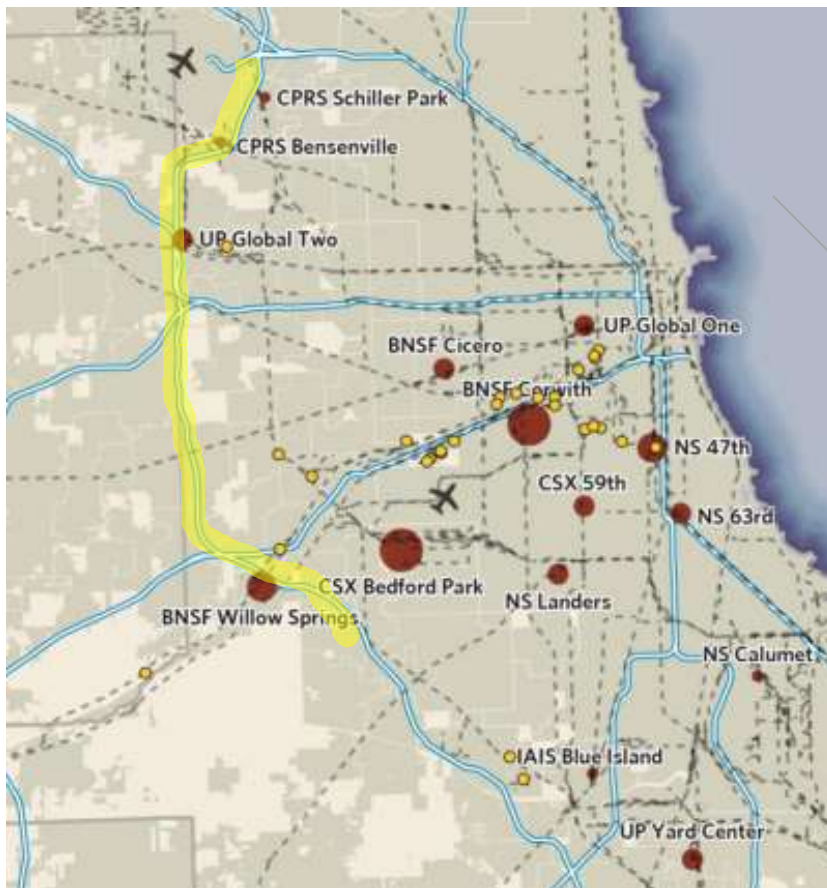 CPRS Schiller Park
CPRS Bensenville
UP Global Two
UP Global One
BNSF Cicero
BNSF Corwith
NS 47th
CSX 59th
NS 63rd
CSX Bedford Park
NS Landers
BNSF Willow Springs
NS Calumet
IAIS Blue Island
UP Yard Center